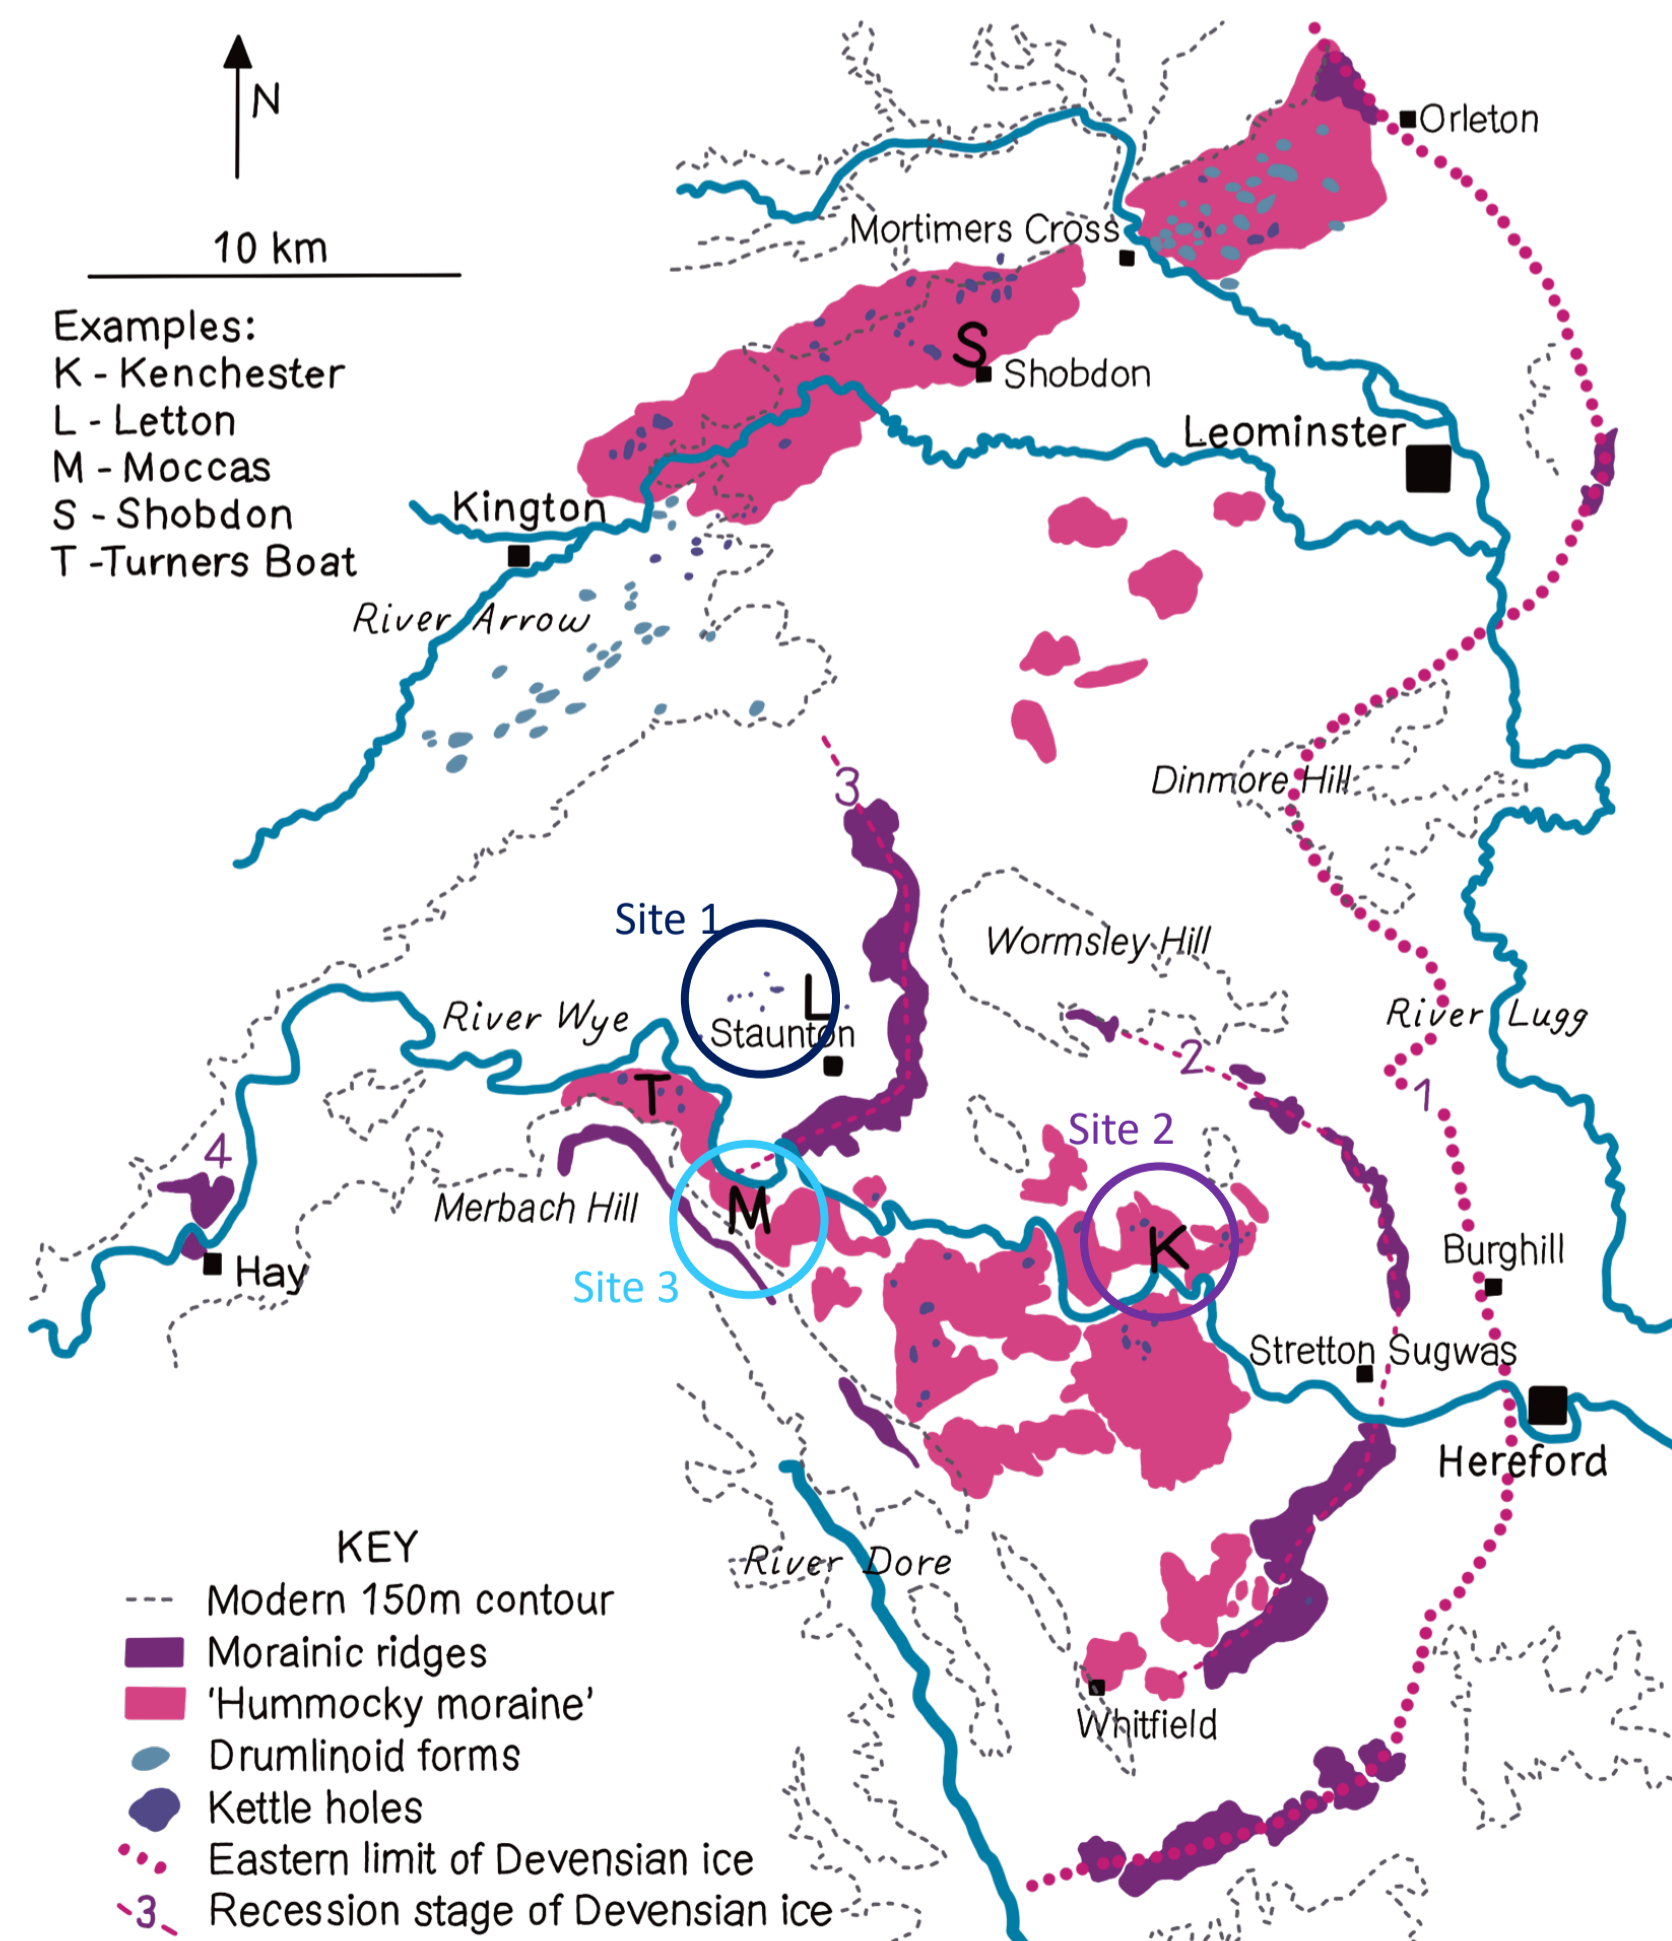 N
10 km
Examples:
K - Kenchester
L - Letton
M - Moccas
S - Shobdon
T -Turners Boat
Orleton
Mortimers Cross
S
Shobdon
Leominster
Kington
River Arrow
3
Dinmore Hill
Site 1
Wormsley Hill
L
River Wye
Staunton
River Lugg
2
T
1
Site 2
4
M
Merbach Hill
K
Burghill
Hay
Site 3
Stretton Sugwas
Hereford
River Dore
Whitfield
KEY
Modern 150m contour
Morainic ridges
'Hummocky moraine'
Drumlinoid forms
Kettle holes
Eastern limit of Devensian ice
3
Recession stage of Devensian ice